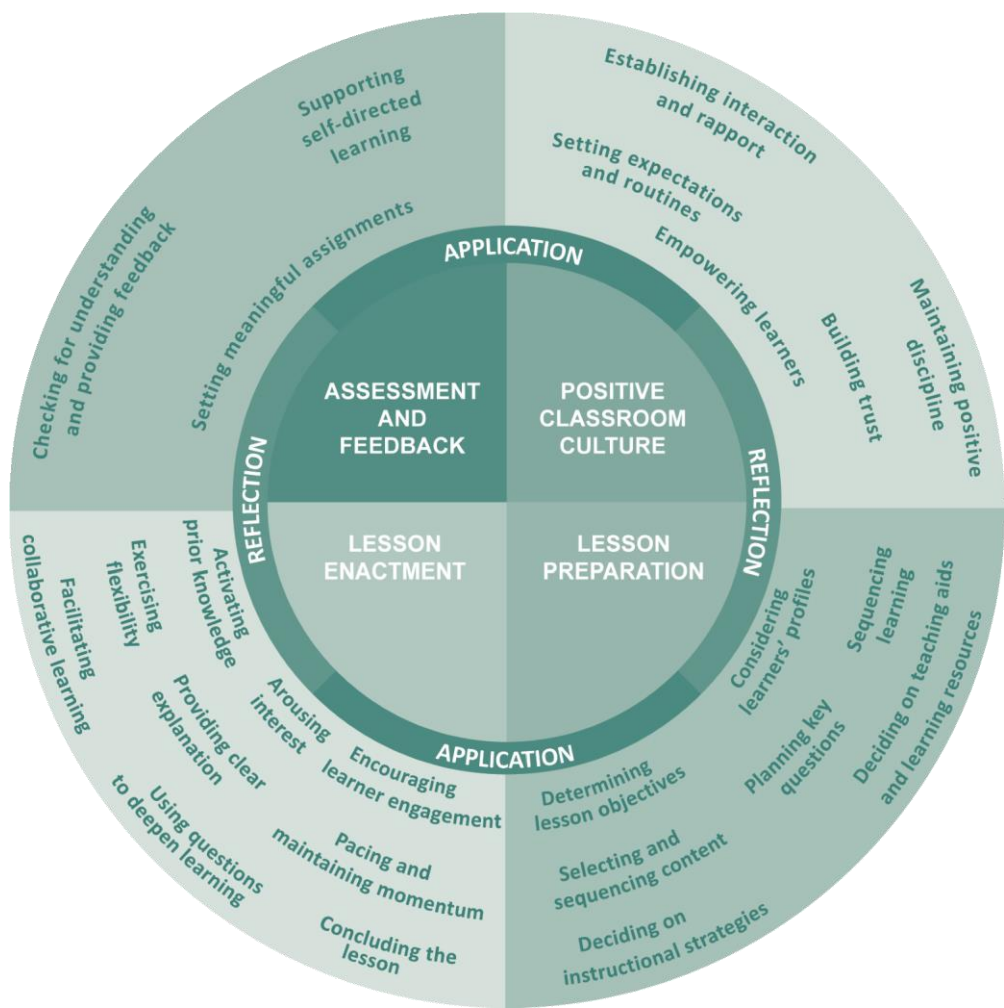 Supporting
self-directed
learning
Checking for understanding
and providing feedback
Setting meaningful assignments
Establishing interaction
and rapport
Setting expectations
and routines
Empowering learners
Building trust
Maintaining positive
discipline
APPLICATION
REFLECTION
REFLECTION
APPLICATION
ASSESSMENT
AND
FEEDBACK
POSITIVE
CLASSROOM
CULTURE
LESSON
ENACTMENT
LESSON
PREPARATION
Activating
prior knowledge
Exercising
flexibility
Facilitating
collaborative learning
Arousing
interest
Providing clear
explanation
Using questions
to deepen learning
Encouraging
learner engagement
Pacing and
maintaining momentum
Concluding the
lesson
Considering
learners' profiles
Sequencing
learning
Deciding on teaching aids
and learning resources
Planning key
questions
Determining
lesson objectives
Selecting and
sequencing content
Deciding on
instructional strategies